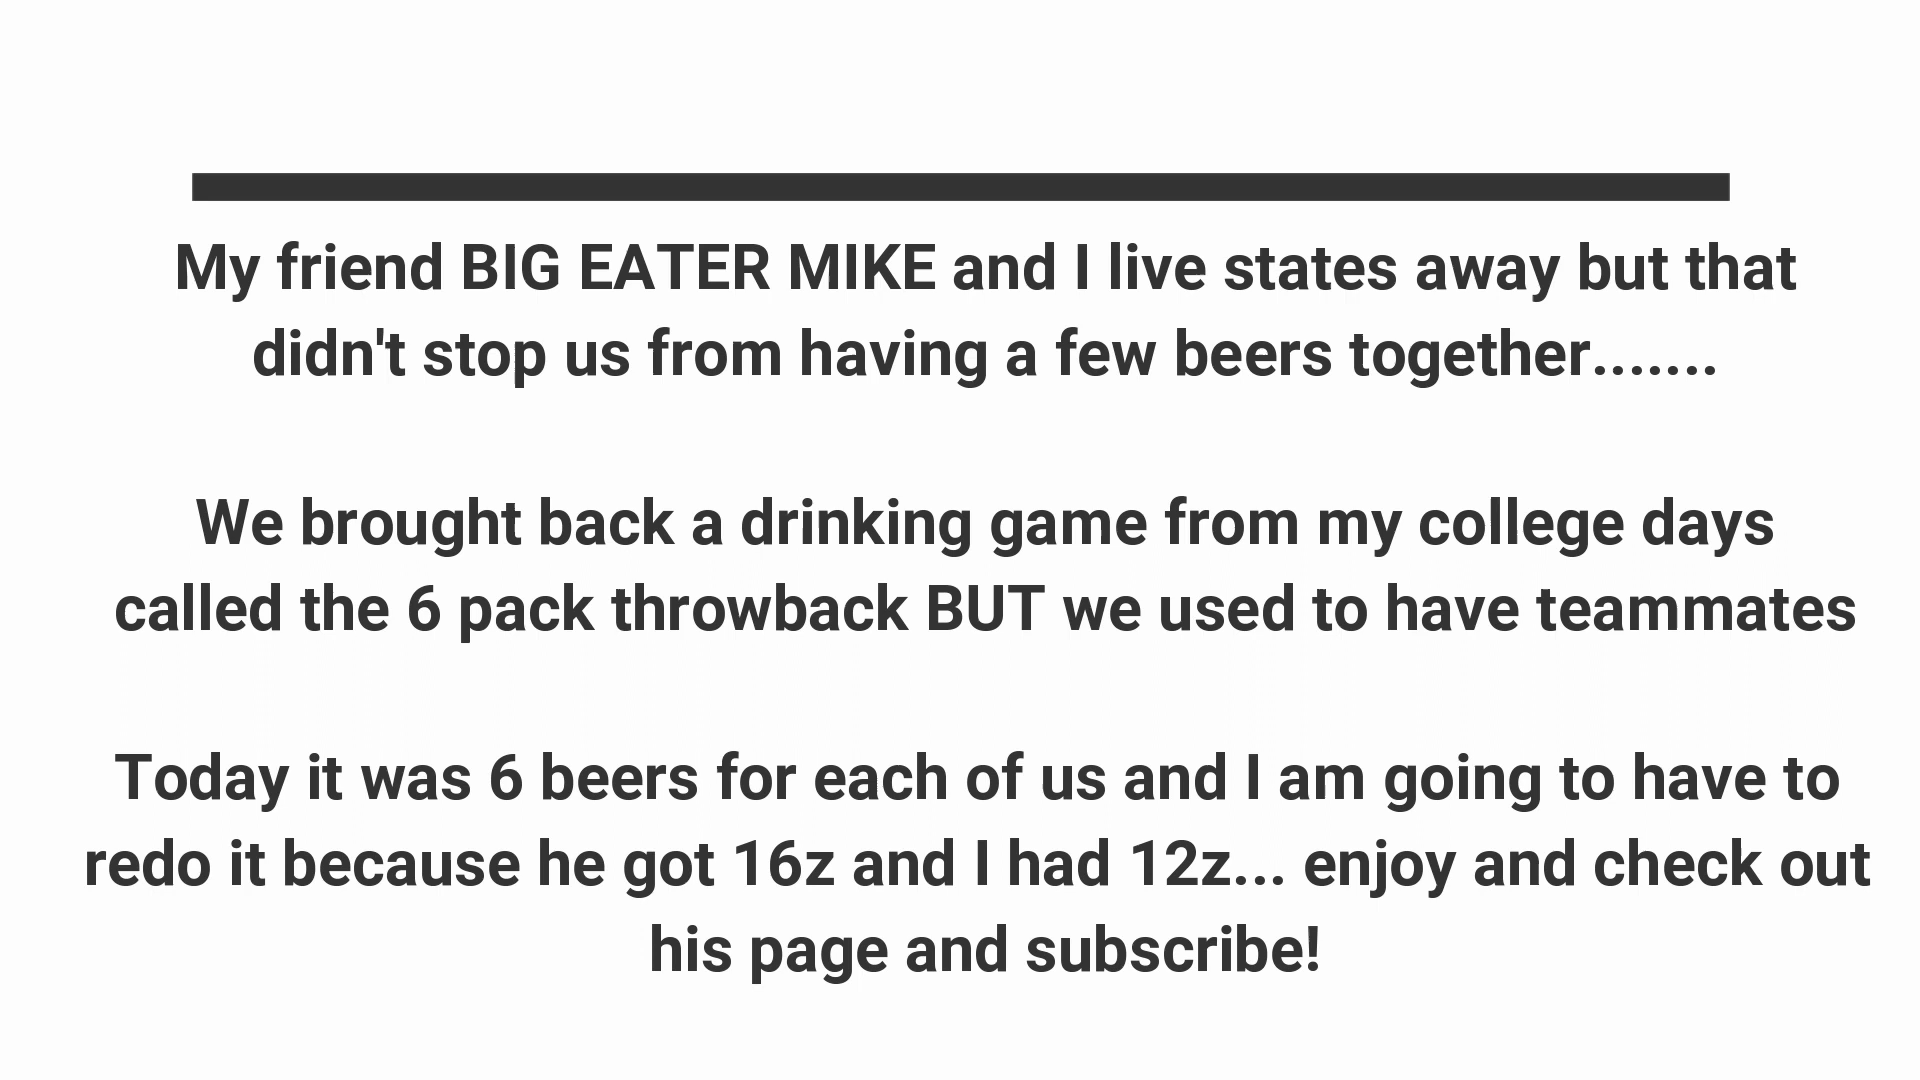 My friend BIG EATER MIKE and I live states away but that
didn't stop us from having a few beers together.......
We brought back a drinking game from my college days
called the 6 pack throwback BUT we used to have teammates
Today it was 6 beers for each of us and I am going to have to
redo it because he got 16z and I had 12z... enjoy and check out
his page and subscribe!